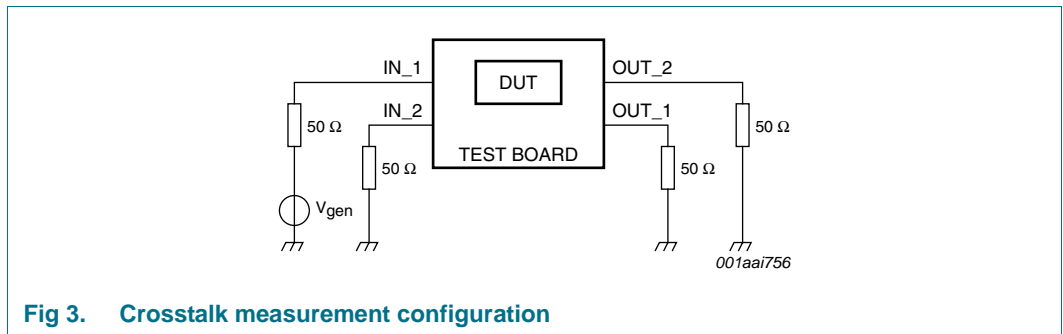 IN_1
OUT_2
DUT
IN_2
OUT_1
50 Ω
50 Ω
TEST BOARD
50 Ω
50 Ω
Vgen
001aai756
Fig 3. Crosstalk measurement configuration